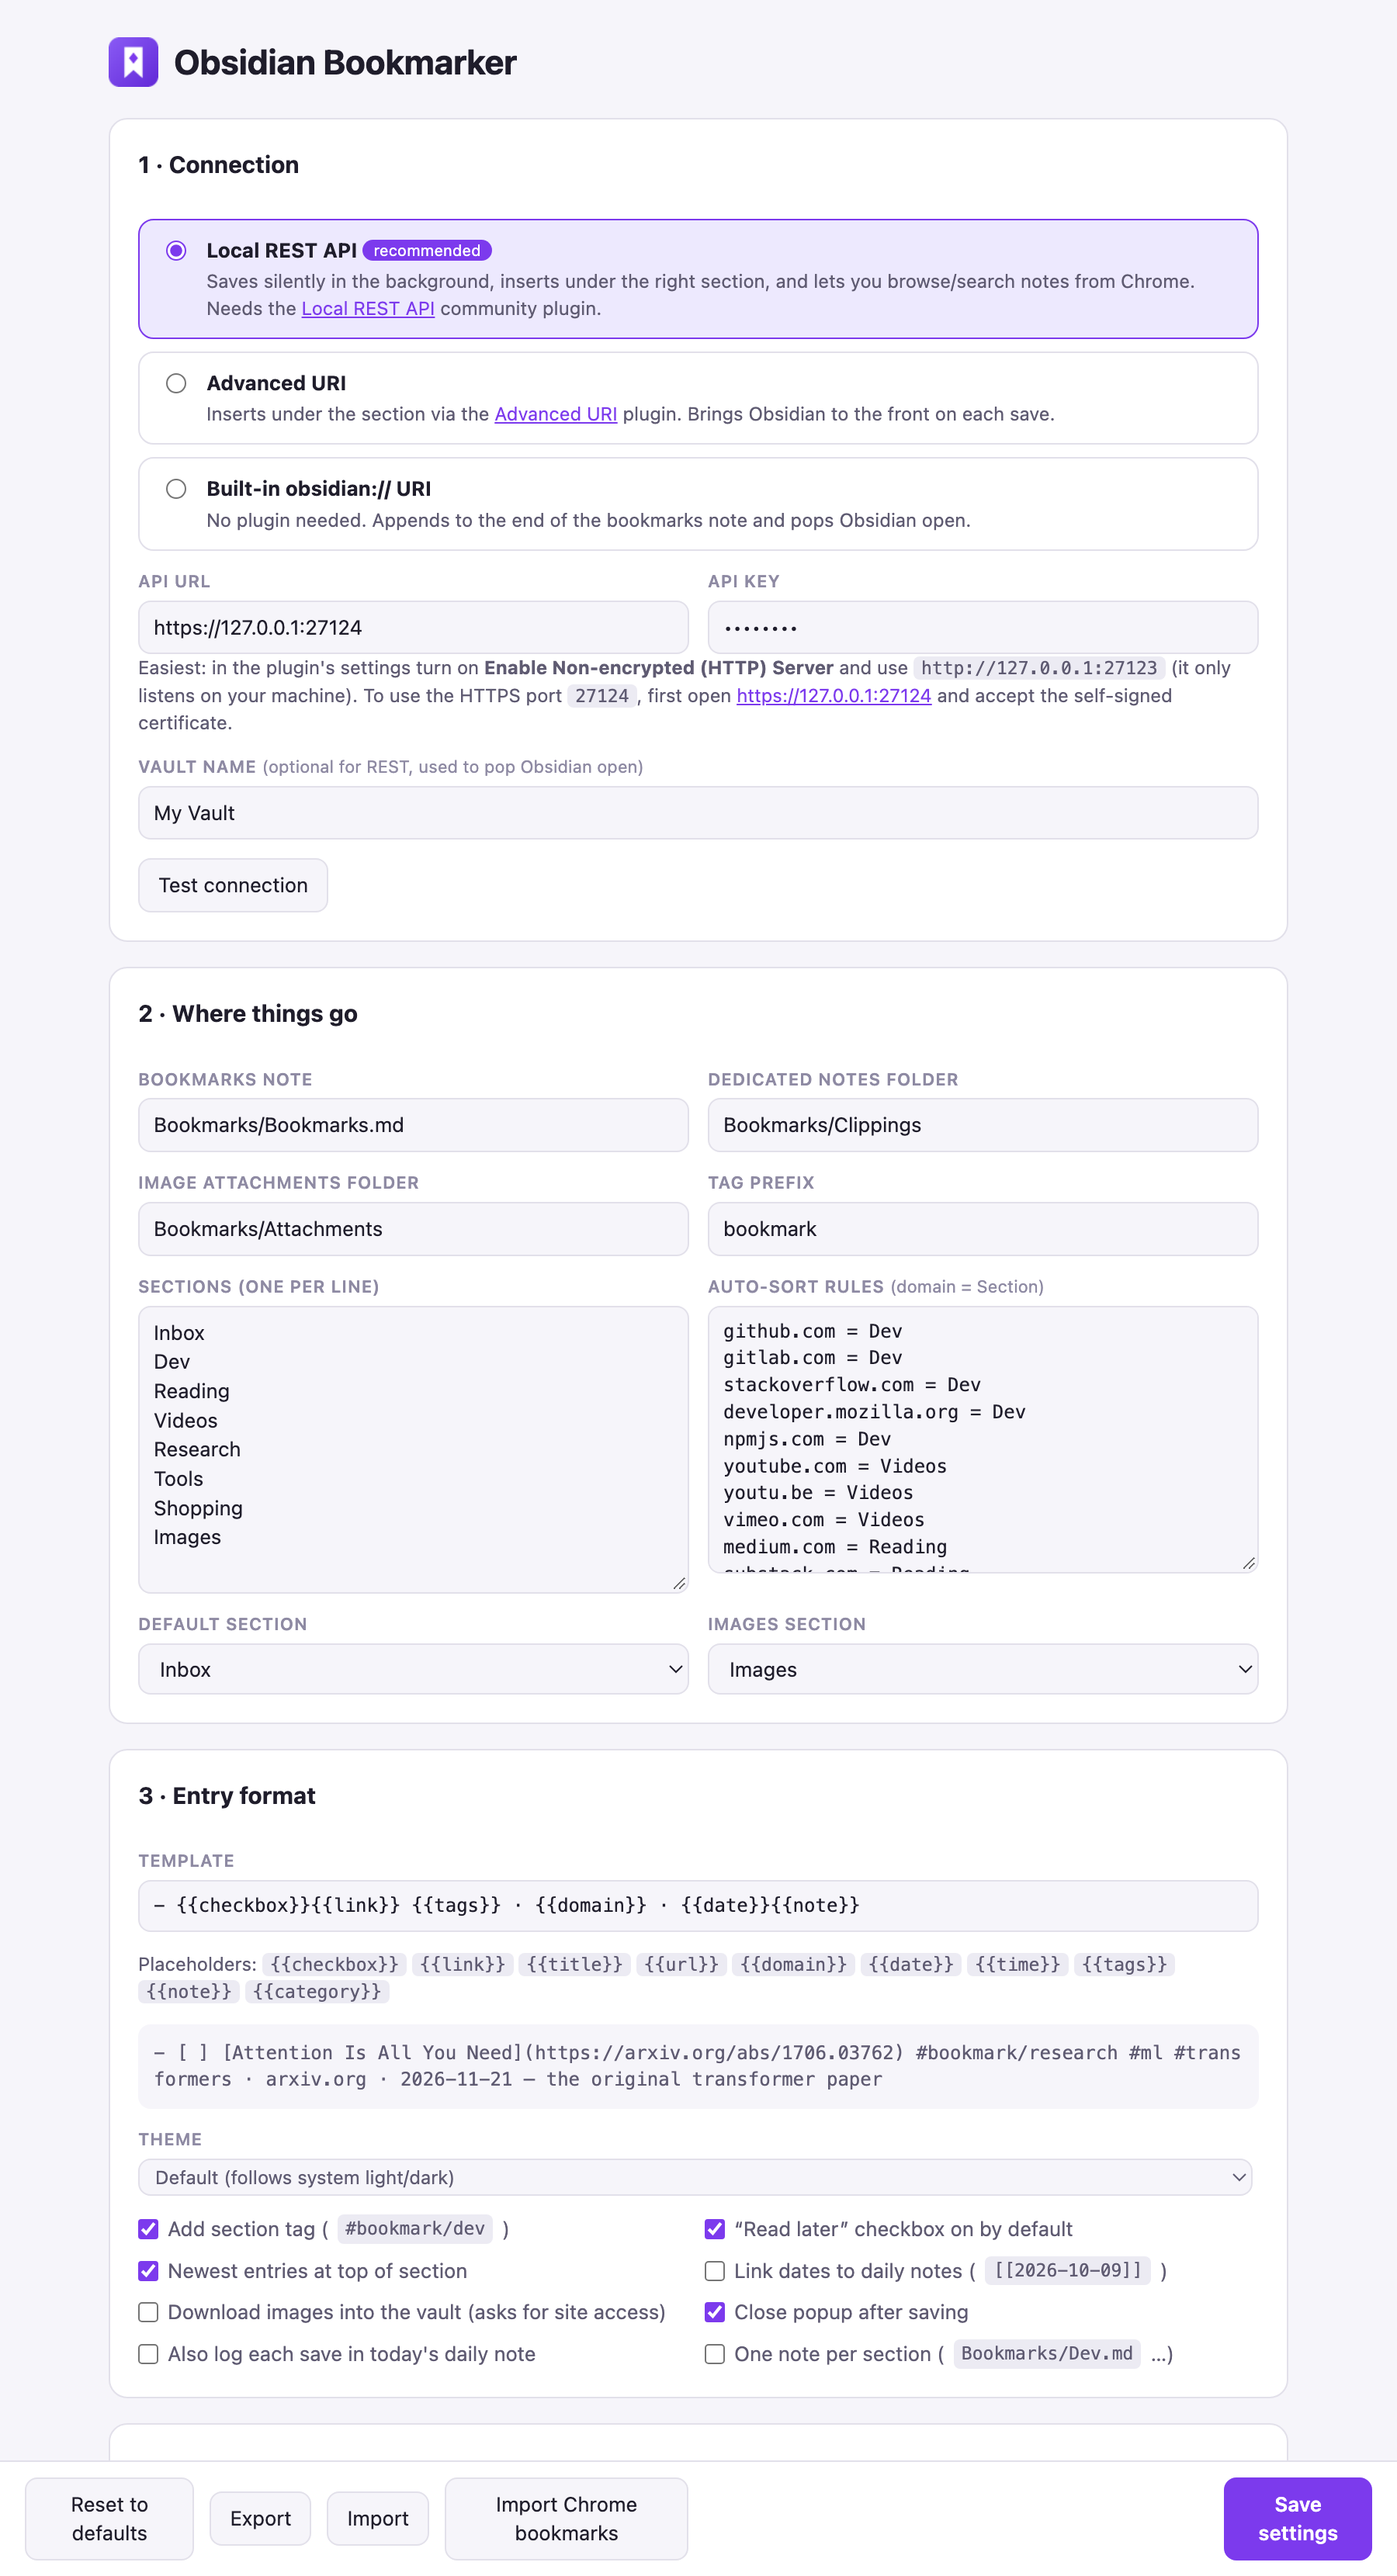 Obsidian Bookmarker
1 · Connection
Local REST API recommended
Saves silently in the background, inserts under the right section, and lets you browse/search notes from Chrome.
Needs the Local REST API community plugin.
Advanced URI
Inserts under the section via the Advanced URI plugin. Brings Obsidian to the front on each save.
Built-in obsidian:// URI
No plugin needed. Appends to the end of the bookmarks note and pops Obsidian open.
API URL
API KEY
https://127.0.0.1:27124
••••••••
Easiest: in the plugin's settings turn on Enable Non-encrypted (HTTP) Server and use http://127.0.0.1:27123 (it only
listens on your machine). To use the HTTPS port 27124, first open https://127.0.0.1:27124 and accept the self-signed
certificate.
VAULT NAME (optional for REST, used to pop Obsidian open)
My Vault
Test connection
2 · Where things go
BOOKMARKS NOTE
DEDICATED NOTES FOLDER
Bookmarks/Bookmarks.md
Bookmarks/Clippings
IMAGE ATTACHMENTS FOLDER
TAG PREFIX
Bookmarks/Attachments
bookmark
SECTIONS (ONE PER LINE)
Inbox
Dev
Reading
Videos
Research
Tools
Shopping
Images
AUTO-SORT RULES (domain = Section)
github.com = Dev
gitlab.com = Dev
stackoverflow.com = Dev
developer.mozilla.org = Dev
npmjs.com = Dev
youtube.com = Videos
youtu.be = Videos
vimeo.com = Videos
medium.com = Reading
substack.com = Reading
DEFAULT SECTION
IMAGES SECTION
Inbox
Images
3 · Entry format
TEMPLATE
- {{checkbox}}{{link}} {{tags}} · {{domain}} · {{date}}{{note}}
Placeholders: {{checkbox}} {{link}} {{title}} {{url}} {{domain}} {{date}} {{time}} {{tags}}
{{note}} {{category}}
- [ ] [Attention Is All You Need](https://arxiv.org/abs/1706.03762) #bookmark/research #ml #trans
formers · arxiv.org · 2026-11-21 — the original transformer paper
THEME
Default (follows system light/dark)
Add section tag ( #bookmark/dev )
“Read later” checkbox on by default
Newest entries at top of section
Link dates to daily notes ( [[2026-10-09]] )
Download images into the vault (asks for site access)
Close popup after saving
Also log each save in today's daily note
One note per section ( Bookmarks/Dev.md …)
Reset to
defaults
Export
Import
Import Chrome
bookmarks
Save
settings